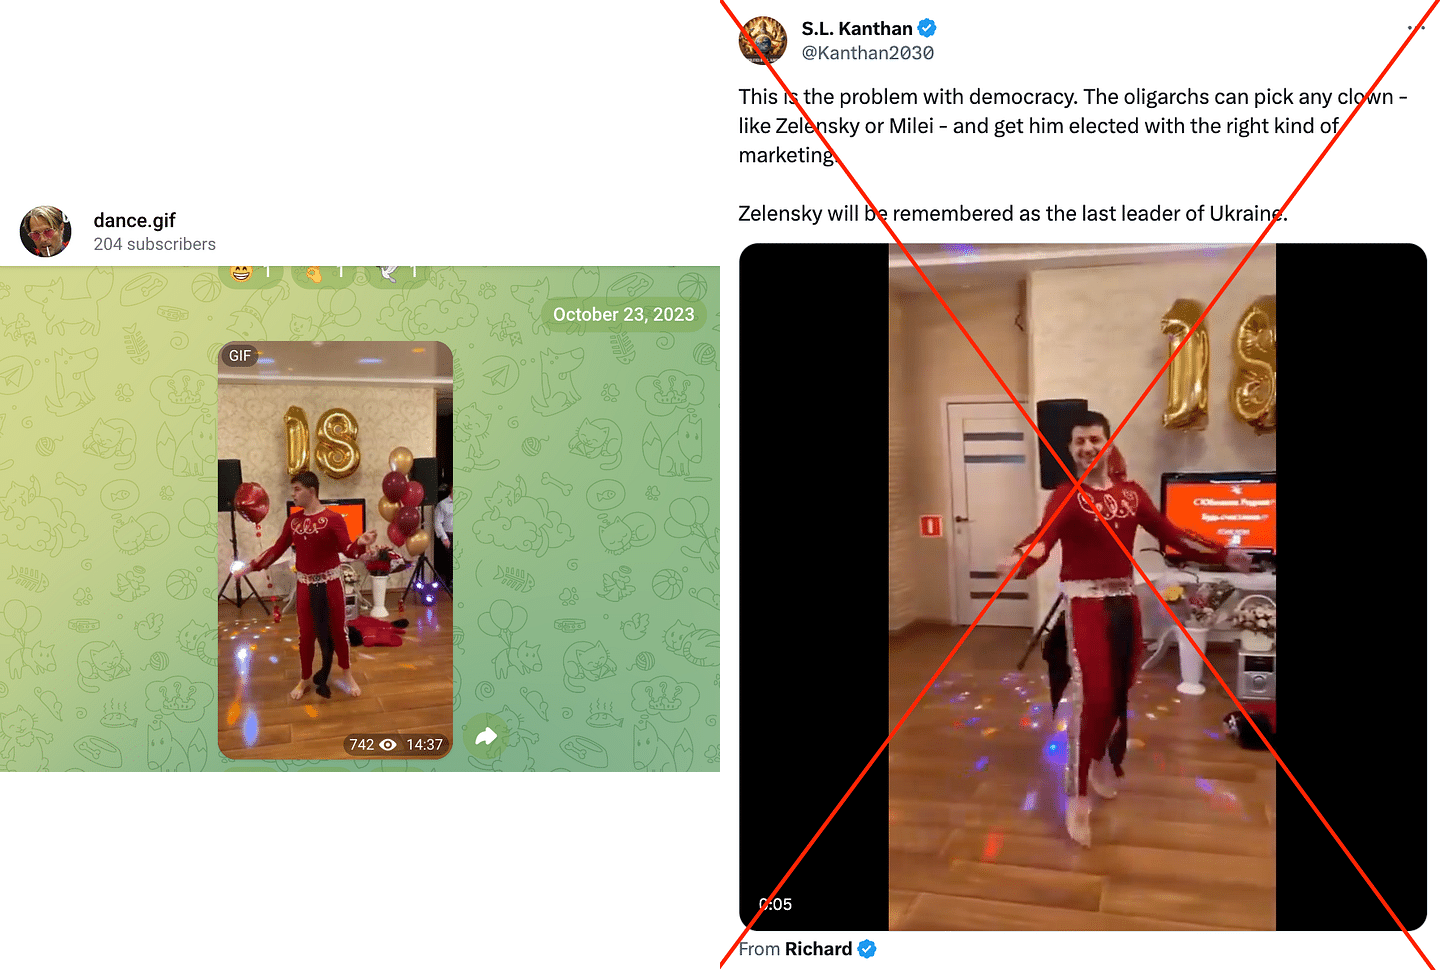 dance.gif
204 subscribers
1
1
1
October 23, 2023
GIF
18
742 14:37
S.L. Kanthan
@Kanthan2030
This is the problem with democracy. The oligarchs can pick any clown -
like Zelensky or Milei - and get him elected with the right kind of
marketing.
Zelensky will be remembered as the last leader of Ukraine.
18
0:05
From Richard